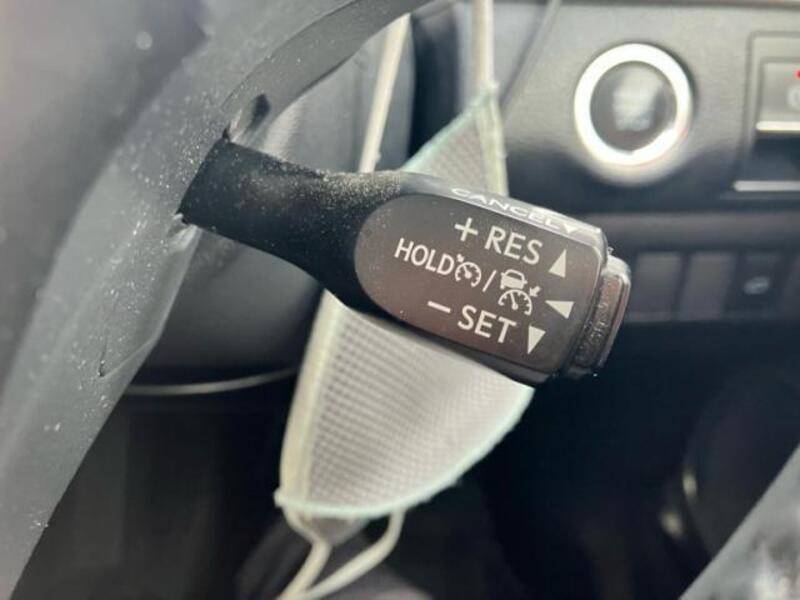 CANCEL
+ RES ▲
HOLD / ◀
− SET ▼